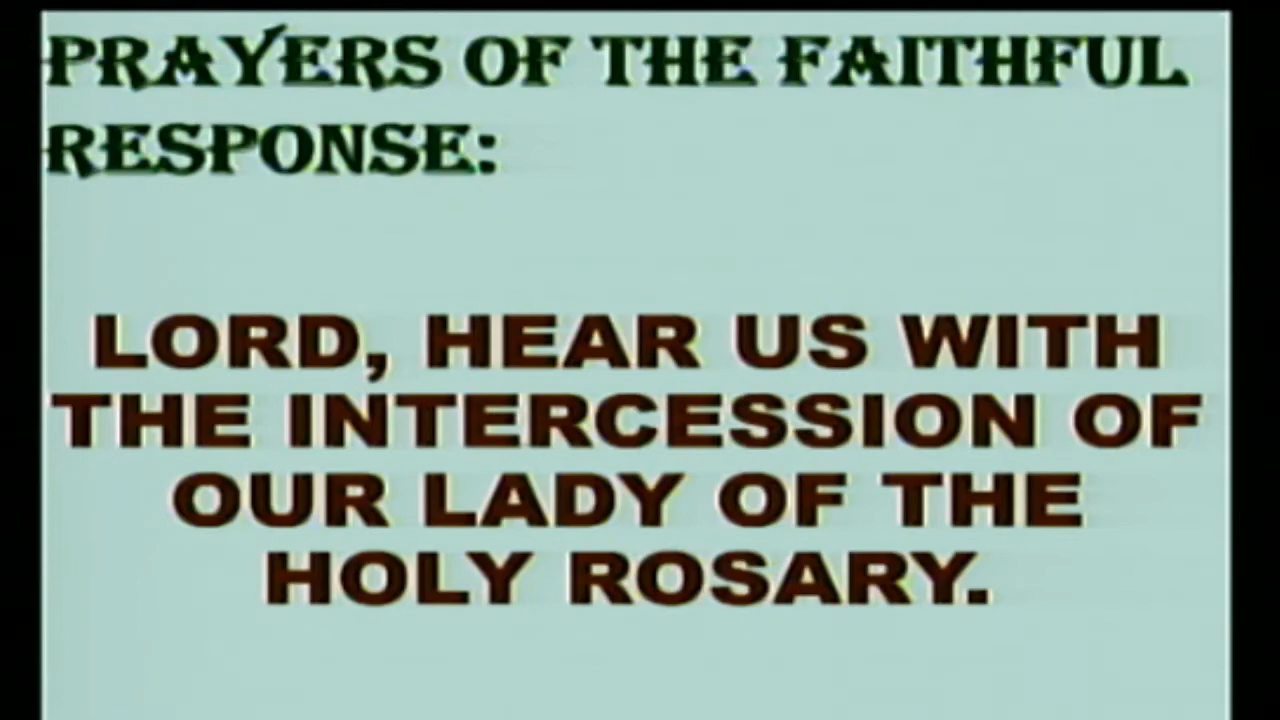 PRAYERS OF THE FAITHFUL
RESPONSE:
LORD, HEAR US WITH
THE INTERCESSION OF
OUR LADY OF THE
HOLY ROSARY.